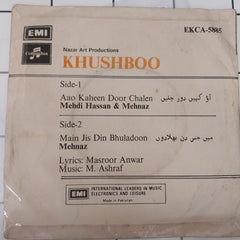 EMI
EKCA-5885
Columbia
Nazar Art Productions
KHUSHBOO
Side-1
Aao Kaheen Door Chalen آؤ کہیں دور چلیں
Mehdi Hassan & Mehnaz
Side-2
Main Jis Din Bhuladoon میں جس دن بھلادوں
Mehnaz
Lyrics: Masroor Anwar
Music: M. Ashraf
EMI
INTERNATIONAL LEADERS IN MUSIC
ELECTRONICS AND LEISURE
Made in Pakistan